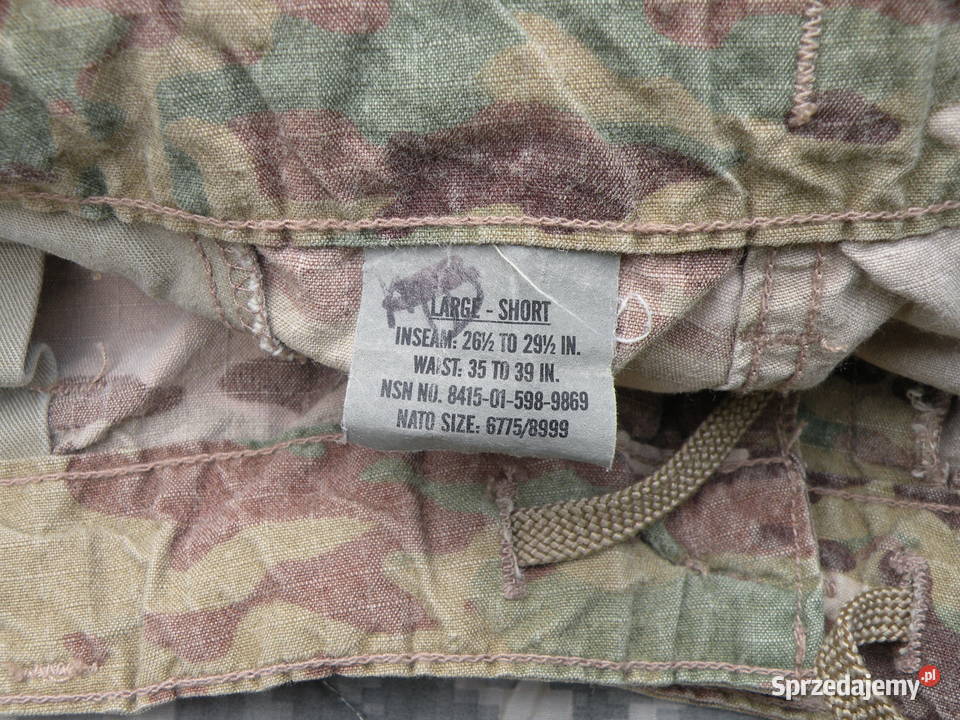 LARGE - SHORT
INSEAM: 26½ TO 29½ IN.
WAIST: 35 TO 39 IN.
NSN NO. 8415-01-598-9869
NATO SIZE: 6775/8999
Sprzedajemy.pl